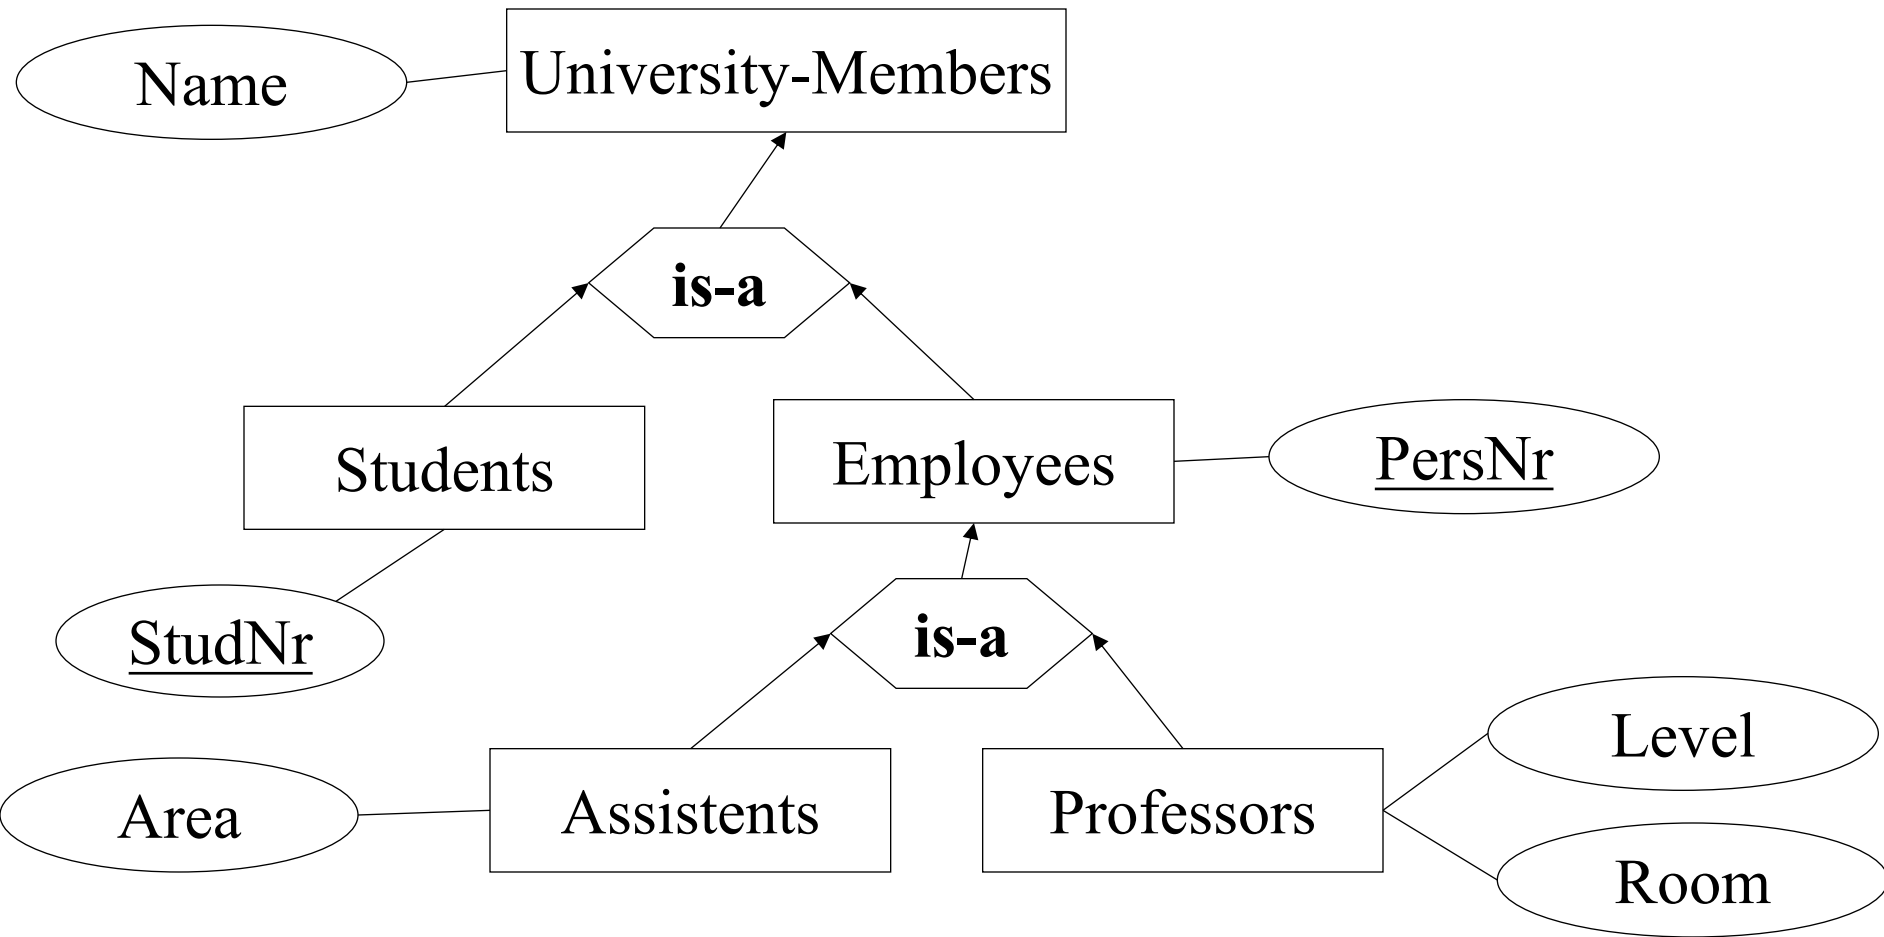 Name
University-Members
is-a
Students
Employees
PersNr
StudNr
is-a
Area
Assistents
Professors
Level
Room